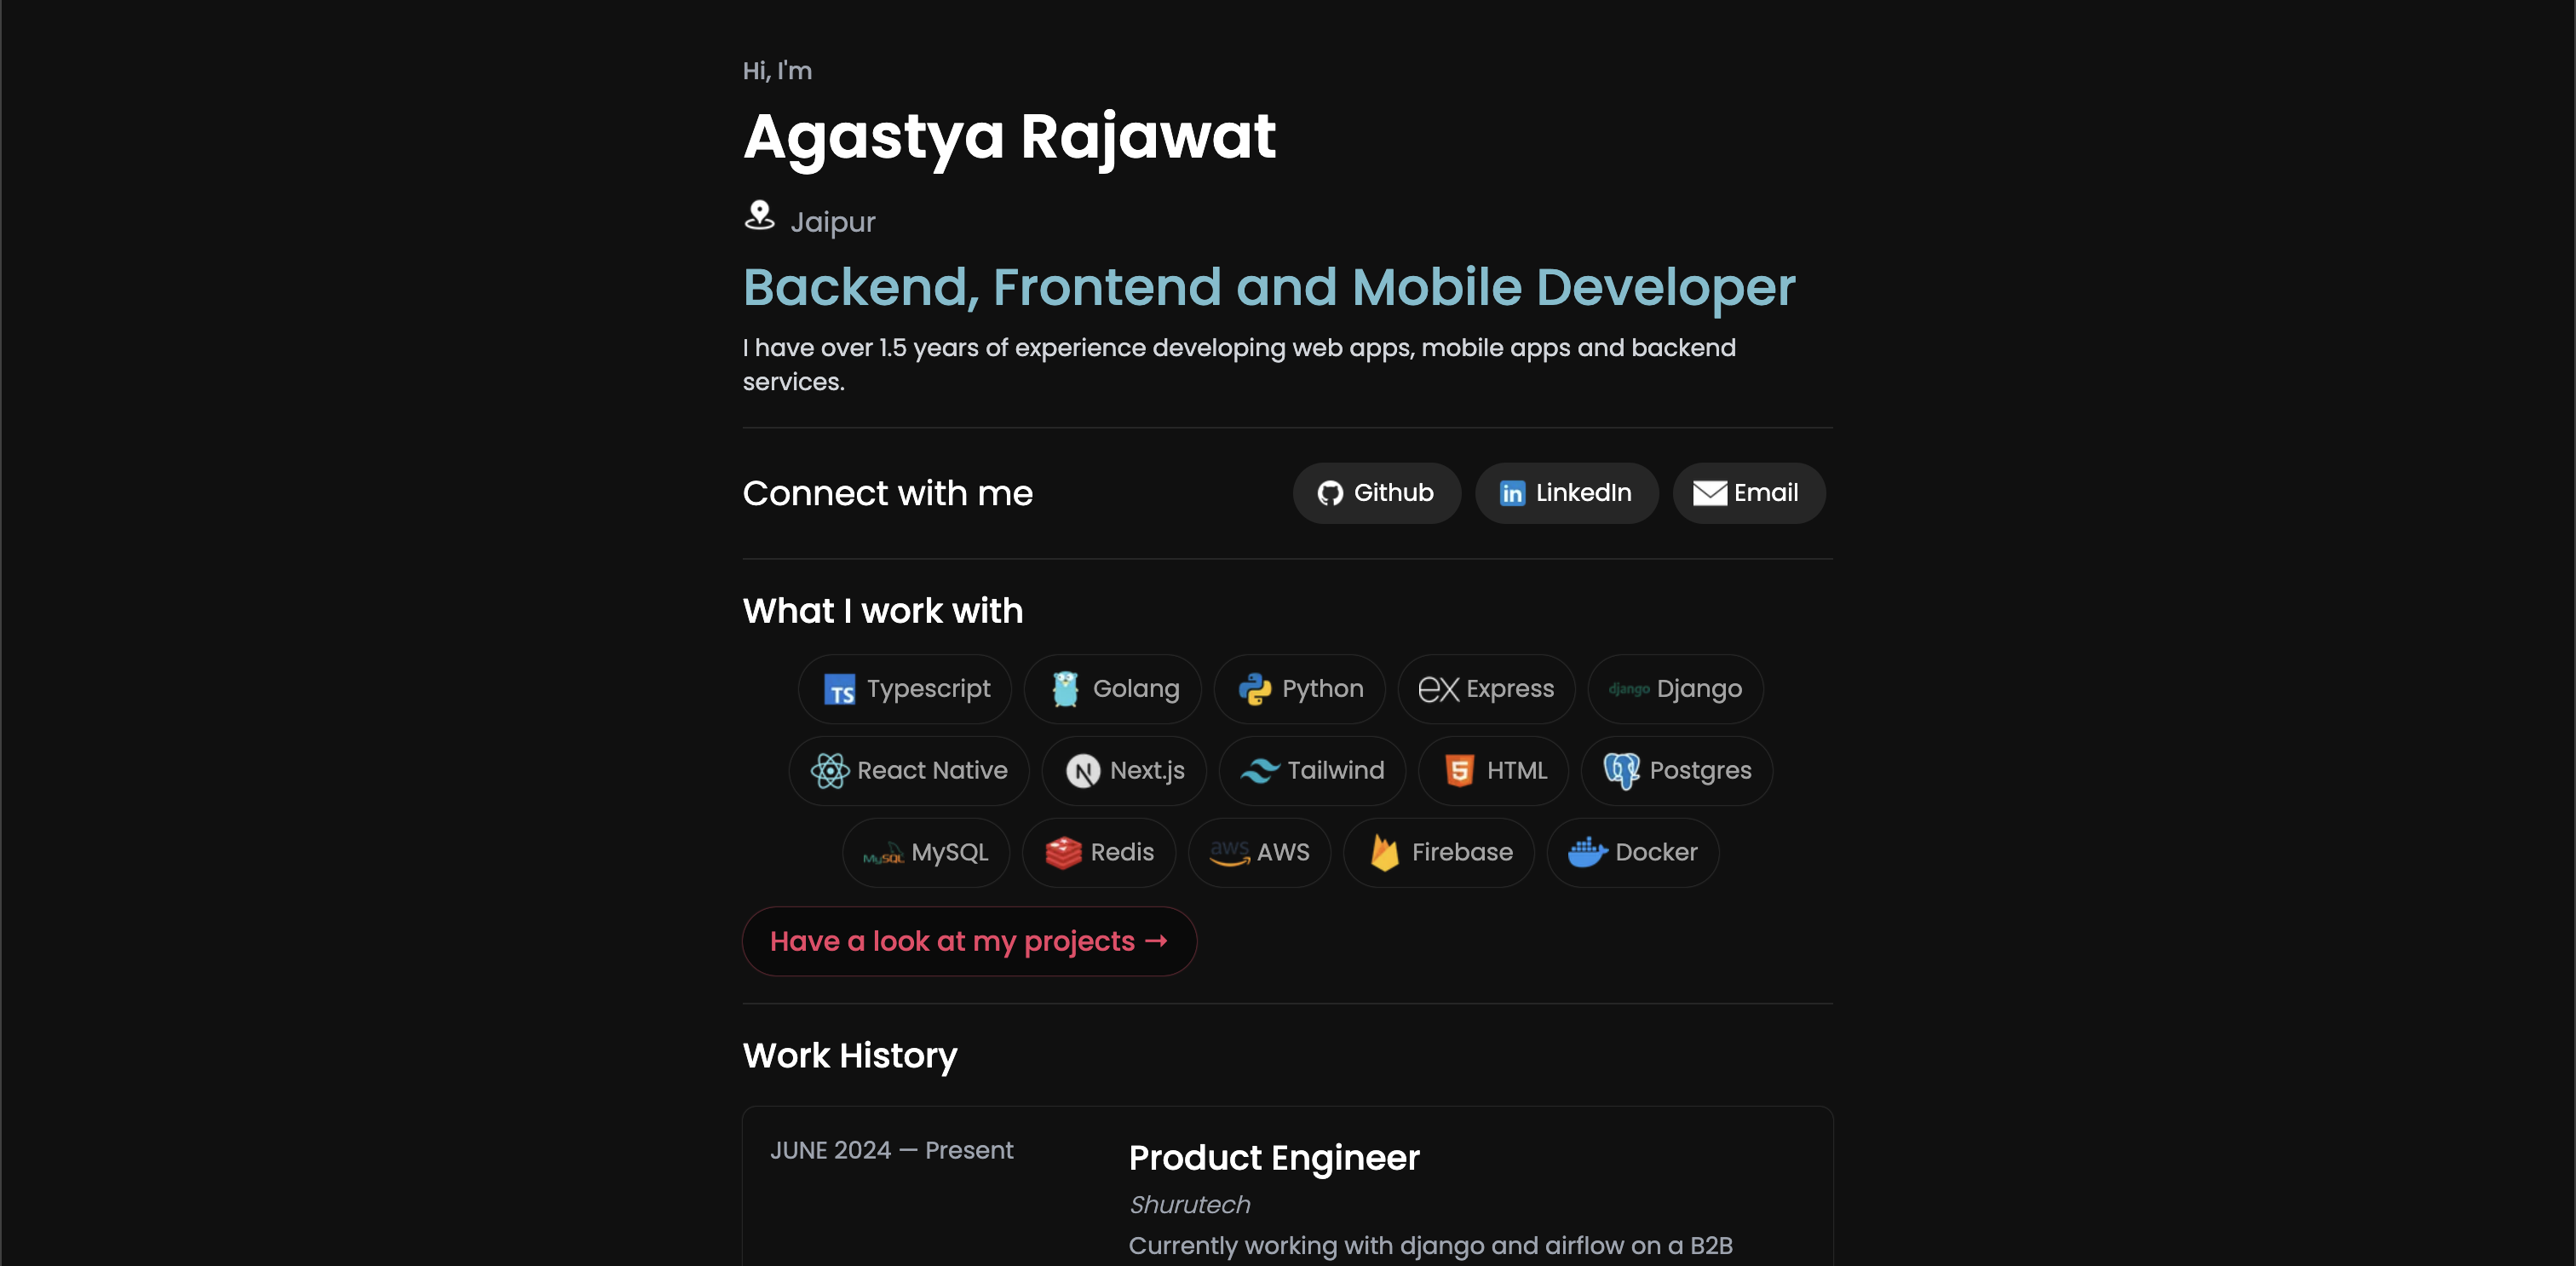 Hi, I'm
Agastya Rajawat
Jaipur
Backend, Frontend and Mobile Developer
I have over 1.5 years of experience developing web apps, mobile apps and backend
services.
Connect with me
Github
in LinkedIn
Email
What I work with
TS Typescript
Golang
Python
ex Express
django Django
React Native
N Next.js
Tailwind
5 HTML
Postgres
MySQL MySQL
Redis
aws AWS
Firebase
Docker
Have a look at my projects →
Work History
JUNE 2024 — Present
Product Engineer
Shurutech
Currently working with django and airflow on a B2B